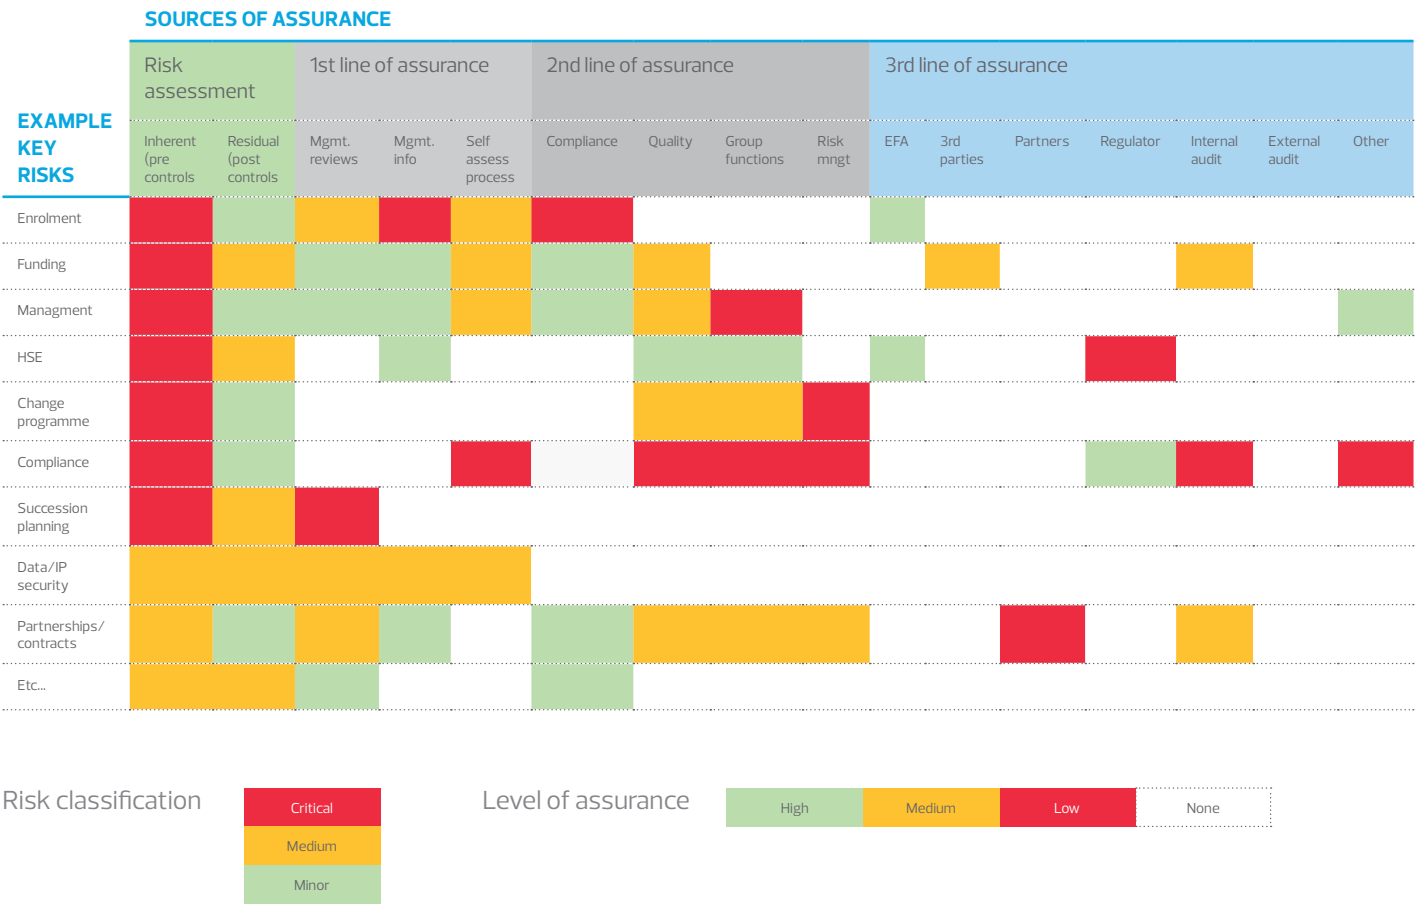 SOURCES OF ASSURANCE
Risk
assessment
1st line of assurance
2nd line of assurance
3rd line of assurance
EXAMPLE
KEY
RISKS
Inherent
(pre
controls
Residual
(post
controls
Mgmt.
reviews
Mgmt.
info
Self
assess
process
Compliance
Quality
Group
functions
Risk
mngt
EFA
3rd
parties
Partners
Regulator
Internal
audit
External
audit
Other
Enrolment
Funding
Managment
HSE
Change
programme
Compliance
Succession
planning
Data/IP
security
Partnerships/
contracts
Etc...
Risk classification
Critical
Medium
Minor
Level of assurance
High
Medium
Low
None